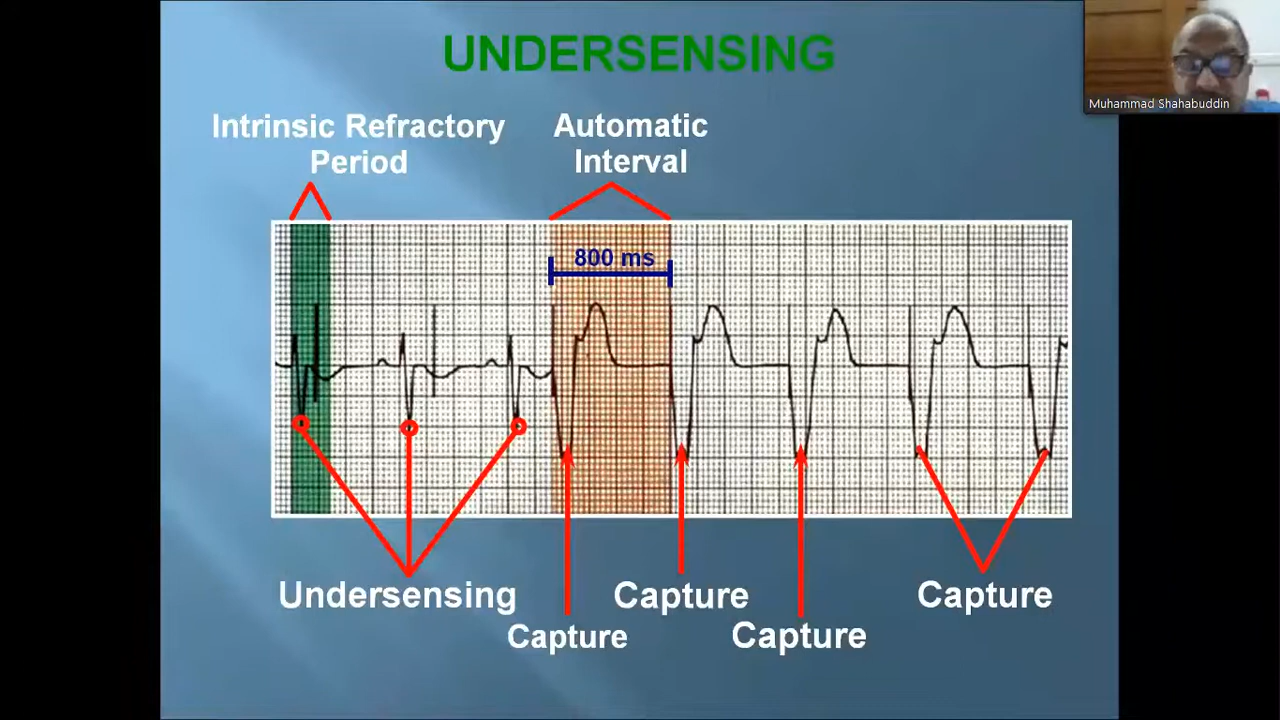 UNDERSENSING
Muhammad Shahabuddin
Intrinsic Refractory
Period
Automatic
Interval
800 ms
Undersensing
Capture
Capture
Capture
Capture